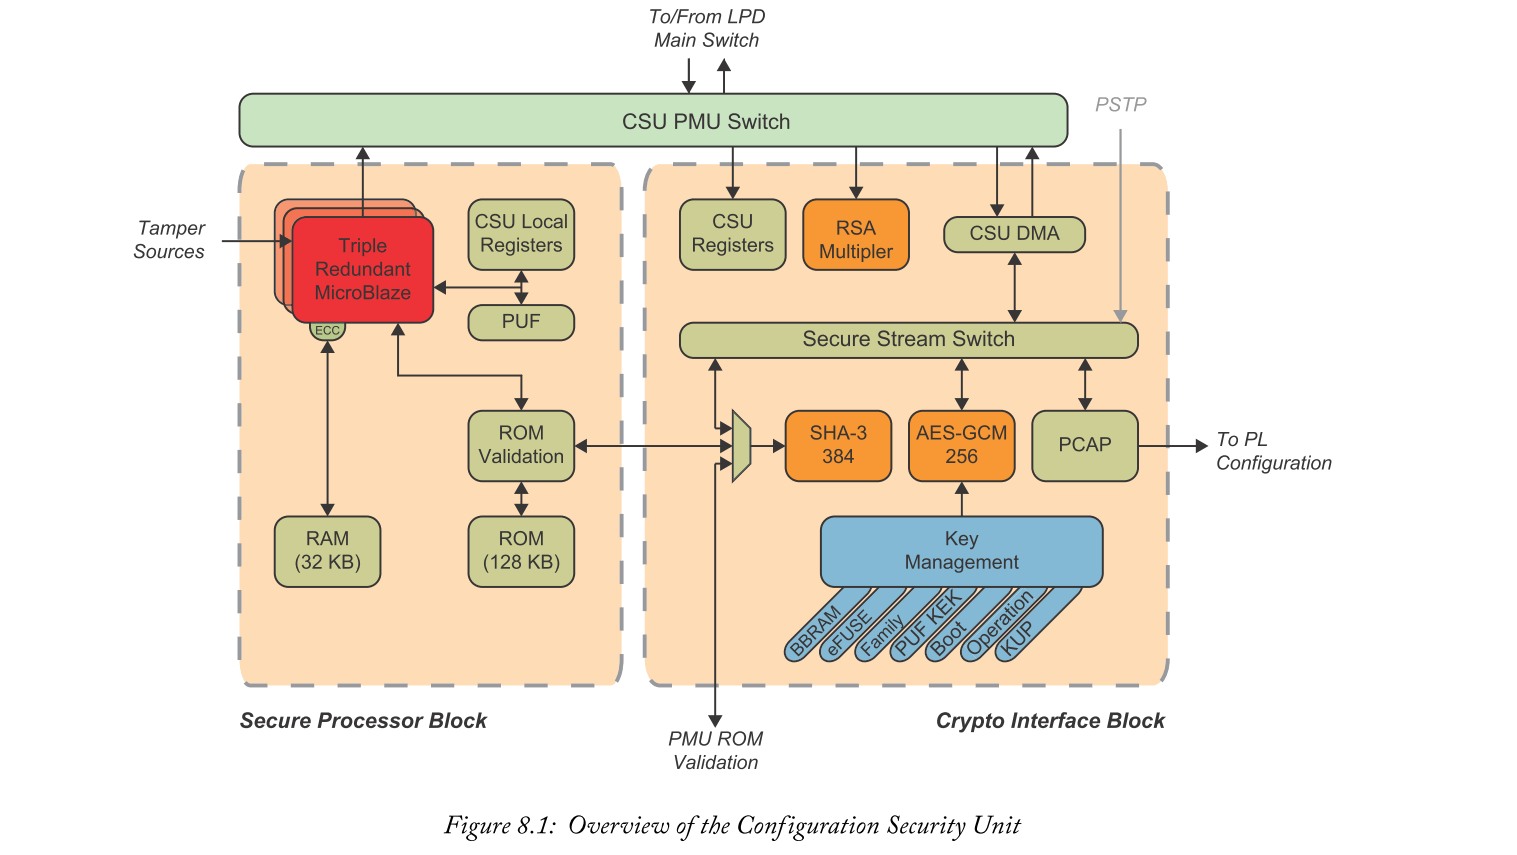 To/From LPD
Main Switch
CSU PMU Switch
PSTP
Tamper
Sources
Triple
Redundant
MicroBlaze
ECC
CSU Local
Registers
PUF
CSU
Registers
RSA
Multipler
CSU DMA
Secure Stream Switch
ROM
Validation
SHA-3
384
AES-GCM
256
PCAP
To PL
Configuration
RAM
(32 KB)
ROM
(128 KB)
Key
Management
BBRAM
eFUSE
Family
PUF KEK
Boot
Operation
KUP
Secure Processor Block
Crypto Interface Block
PMU ROM
Validation
Figure 8.1: Overview of the Configuration Security Unit